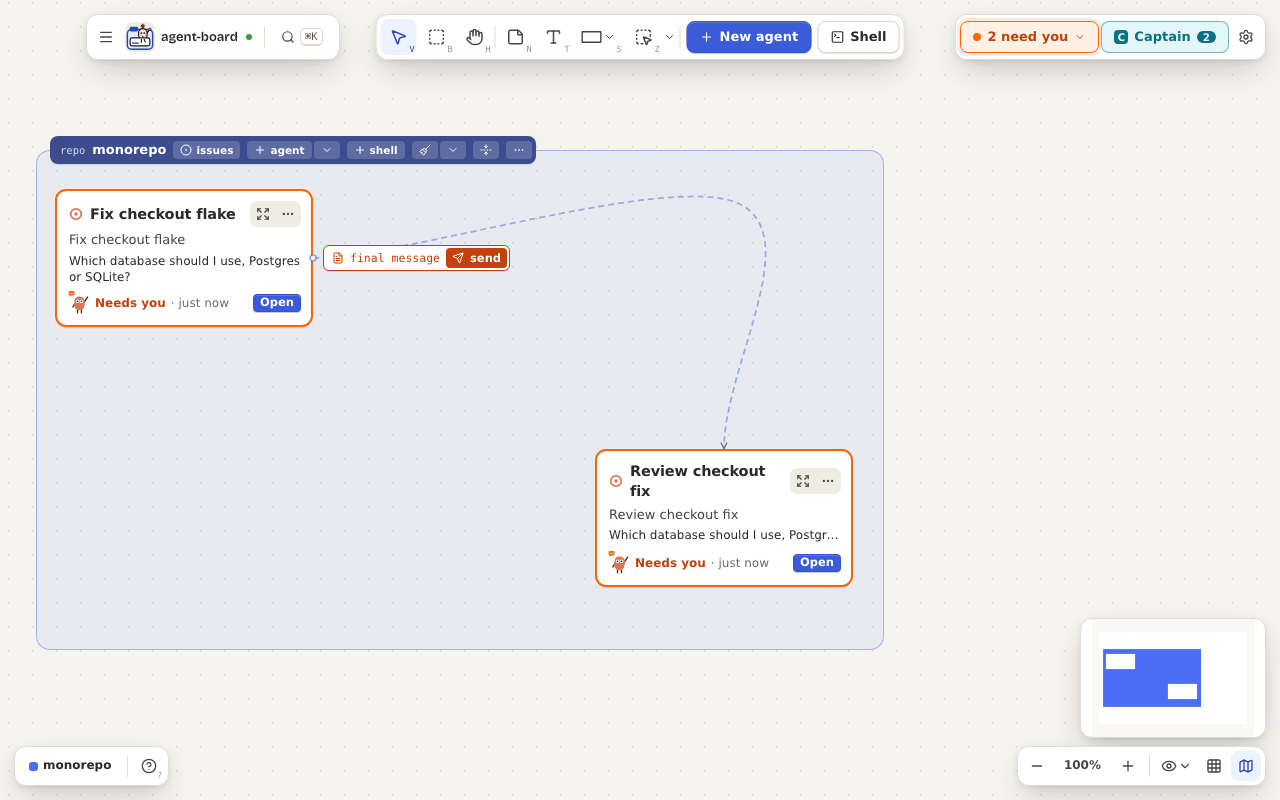 agent-board
⌘K
V
B
H
N
T
S
Z
New agent
Shell
2 need you
C Captain 2
repo monorepo issues agent shell
Fix checkout flake
Fix checkout flake
Which database should I use, Postgres
or SQLite?
Needs you · just now Open
final message send
Review checkout
fix
Review checkout fix
Which database should I use, Postgr…
Needs you · just now Open
monorepo
?
100%